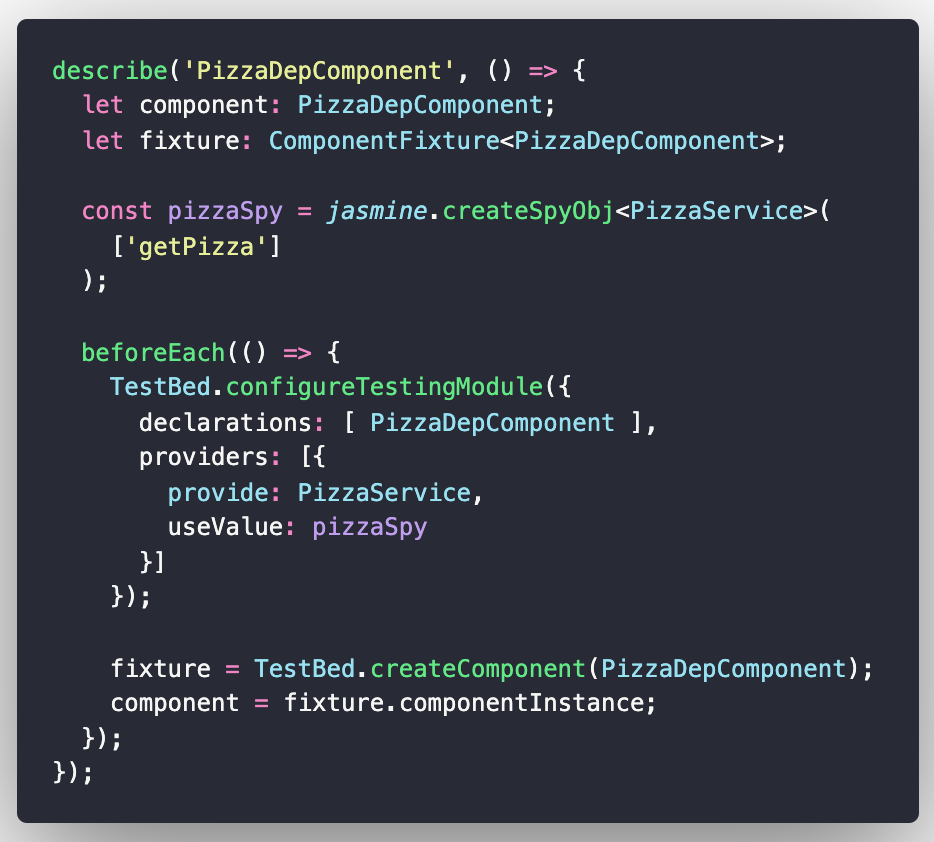 describe('PizzaDepComponent', () => {
  let component: PizzaDepComponent;
  let fixture: ComponentFixture<PizzaDepComponent>;

  const pizzaSpy = jasmine.createSpyObj<PizzaService>(
    ['getPizza']
  );

  beforeEach(() => {
    TestBed.configureTestingModule({
      declarations: [ PizzaDepComponent ],
      providers: [{
        provide: PizzaService,
        useValue: pizzaSpy
      }]
    });

    fixture = TestBed.createComponent(PizzaDepComponent);
    component = fixture.componentInstance;
  });
});